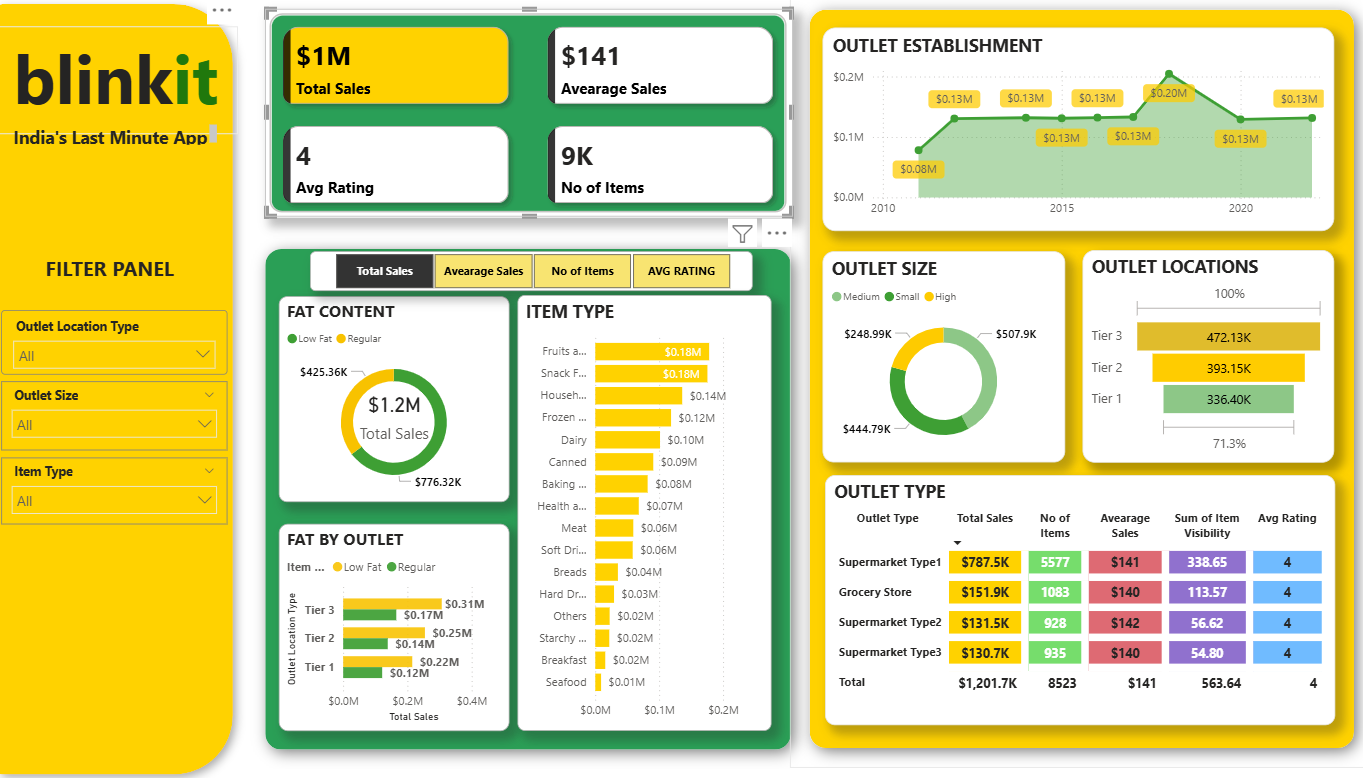 blinkit
India's Last Minute App
FILTER PANEL
Outlet Location Type
All
Outlet Size
All
Item Type
All
$1M
Total Sales
$141
Avearage Sales
4
Avg Rating
9K
No of Items
Total Sales
Avearage Sales
No of Items
AVG RATING
FAT CONTENT
Low Fat
Regular
$425.36K
$1.2M
Total Sales
$776.32K
FAT BY OUTLET
Item ...
Low Fat
Regular
Outlet Location Type
Tier 3
$0.31M
$0.17M
Tier 2
$0.25M
$0.14M
Tier 1
$0.22M
$0.12M
$0.0M
$0.2M
$0.4M
Total Sales
ITEM TYPE
Fruits a...
$0.18M
Snack F...
$0.18M
Househ...
$0.14M
Frozen ...
$0.12M
Dairy
$0.10M
Canned
$0.09M
Baking ...
$0.08M
Health a...
$0.07M
Meat
$0.06M
Soft Dri...
$0.06M
Breads
$0.04M
Hard Dr...
$0.03M
Others
$0.02M
Starchy ...
$0.02M
Breakfast
$0.02M
Seafood
$0.01M
$0.0M
$0.1M
$0.2M
OUTLET ESTABLISHMENT
$0.2M
$0.1M
$0.0M
$0.08M
$0.13M
$0.13M
$0.13M
$0.13M
$0.13M
$0.20M
$0.13M
$0.13M
2010
2015
2020
OUTLET SIZE
Medium
Small
High
$248.99K
$507.9K
$444.79K
OUTLET LOCATIONS
100%
Tier 3
472.13K
Tier 2
393.15K
Tier 1
336.40K
71.3%
OUTLET TYPE
Outlet Type
Total Sales
No of Items
Avearage Sales
Sum of Item Visibility
Avg Rating
Supermarket Type1 $787.5K 5577 $141 338.65 4
Grocery Store $151.9K 1083 $140 113.57 4
Supermarket Type2 $131.5K 928 $142 56.62 4
Supermarket Type3 $130.7K 935 $140 54.80 4
Total $1,201.7K 8523 $141 563.64 4